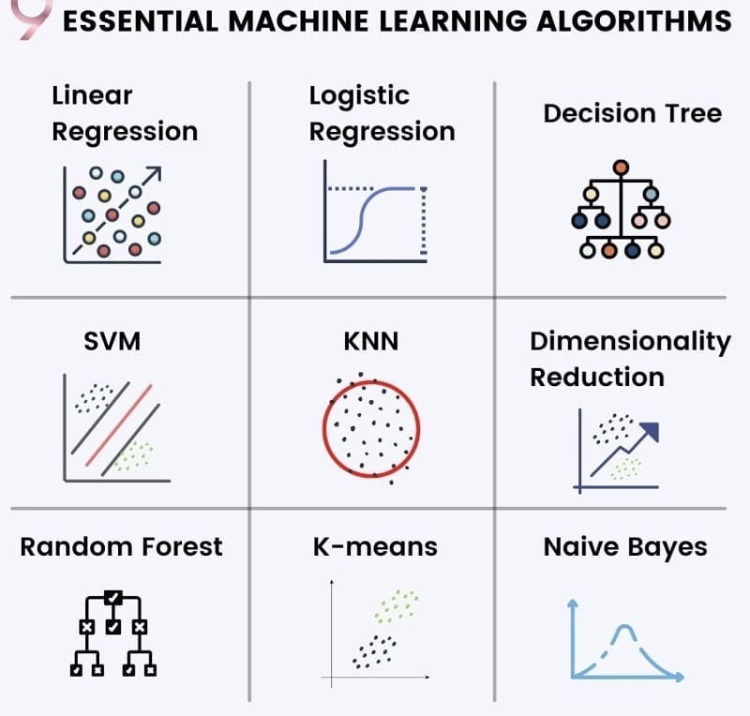 9 ESSENTIAL MACHINE LEARNING ALGORITHMS
Linear
Regression
Logistic
Regression
Decision Tree
SVM
KNN
Dimensionality
Reduction
Random Forest
K-means
Naive Bayes